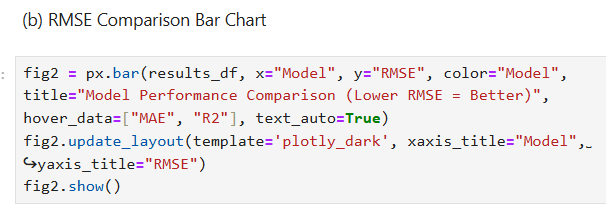 (b) RMSE Comparison Bar Chart
: fig2 = px.bar(results_df, x="Model", y="RMSE", color="Model",
title="Model Performance Comparison (Lower RMSE = Better)",
hover_data=["MAE", "R2"], text_auto=True)
fig2.update_layout(template='plotly_dark', xaxis_title="Model",␣
↪yaxis_title="RMSE")
fig2.show()